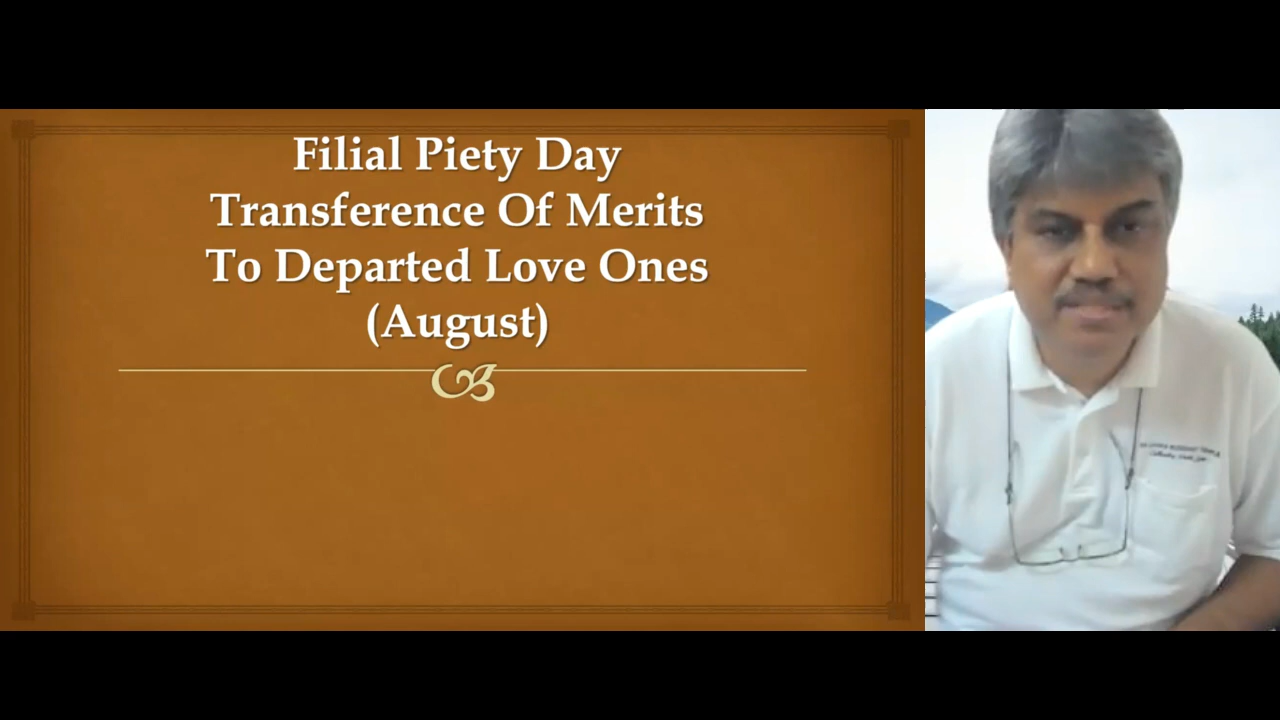 Filial Piety Day
Transference Of Merits
To Departed Love Ones
(August)